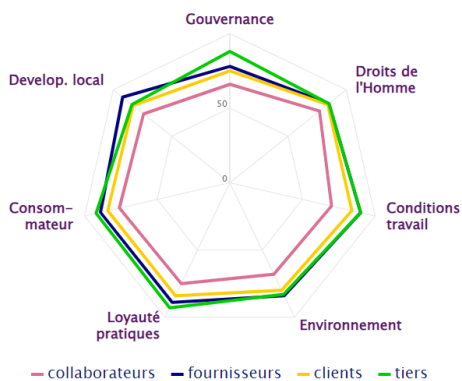 Gouvernance
Droits de
l'Homme
Develop. local
50
0
Consom-
mateur
Conditions
travail
Loyauté
pratiques
Environnement
collaborateurs fournisseurs clients tiers